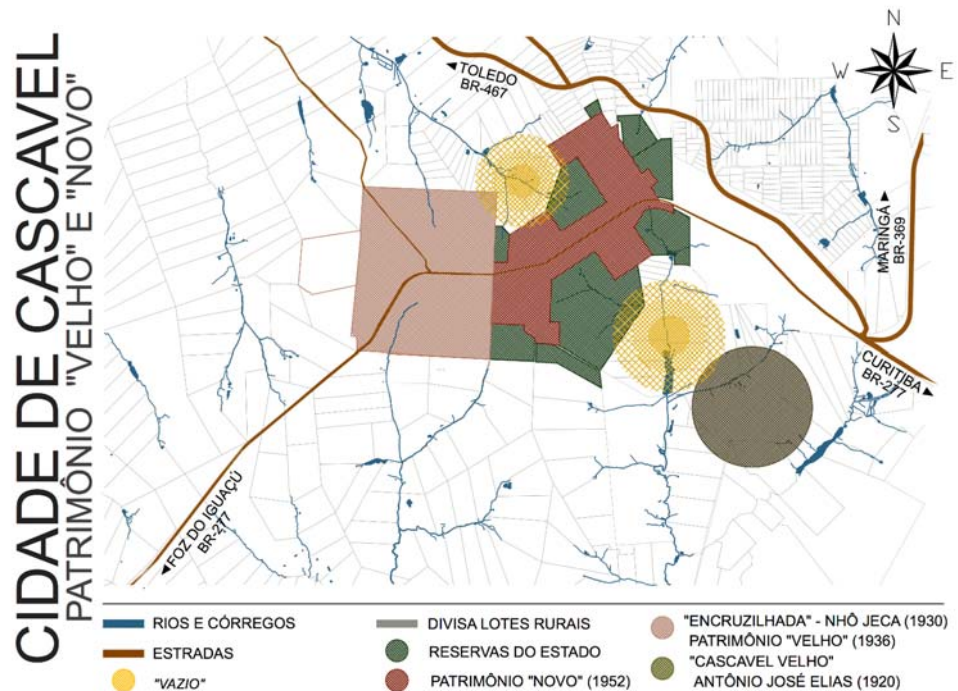 CIDADE DE CASCAVEL
PATRIMÔNIO "VELHO" E "NOVO"
N
W
E
S
TOLEDO
BR-467
MARINGÁ
BR-369
CURITIBA
BR-277
FOZ DO IGUAÇÚ
BR-277
RIOS E CÓRREGOS
ESTRADAS
"VAZIO"
DIVISA LOTES RURAIS
RESERVAS DO ESTADO
PATRIMÔNIO "NOVO" (1952)
"ENCRUZILHADA" - NHÔ JECA (1930)
PATRIMÔNIO "VELHO" (1936)
"CASCAVEL VELHO"
ANTÔNIO JOSÉ ELIAS (1920)